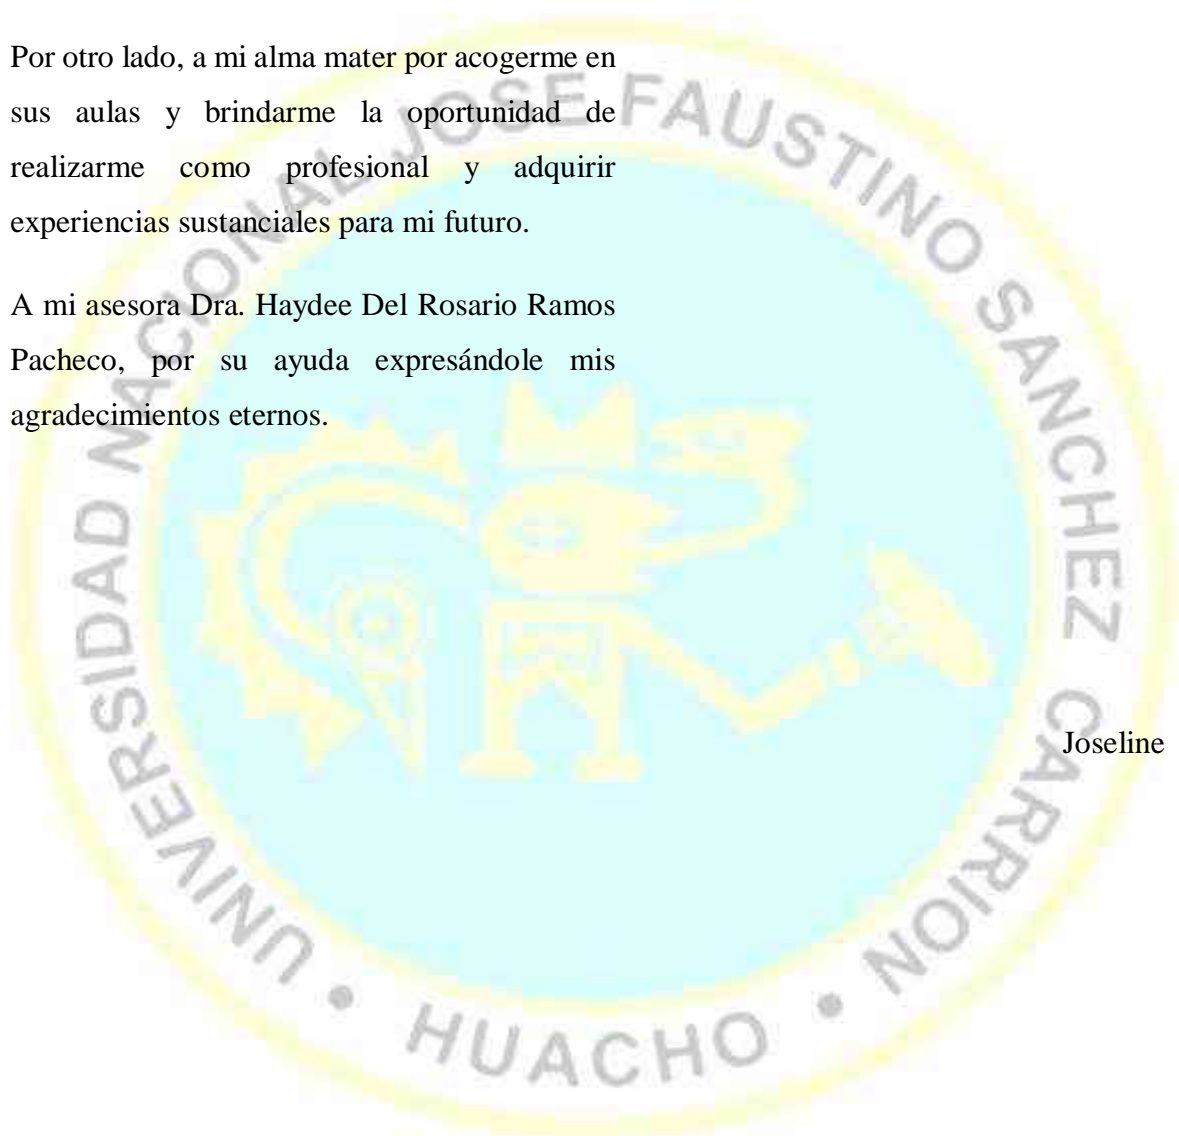 Por otro lado, a mi alma mater por acogerme en
sus aulas y brindarme la oportunidad de
realizarme como profesional y adquirir
experiencias sustanciales para mi futuro.
A mi asesora Dra. Haydee Del Rosario Ramos
Pacheco, por su ayuda expresándole mis
agradecimientos eternos.
Joseline
UNIVERSIDAD NACIONAL JOSE FAUSTINO SANCHEZ CARRION
• HUACHO •